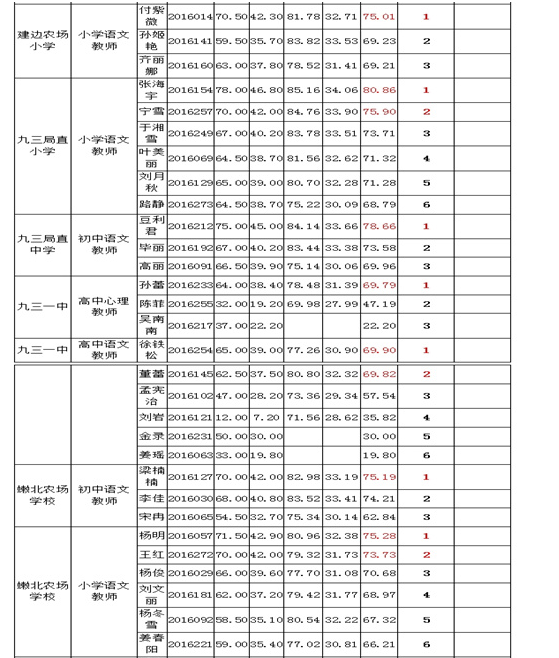 建边农场小学 小学语文教师 付紫微 2016014 70.50 42.30 81.78 32.71 75.01 1
孙姬艳 2016141 59.50 35.70 83.82 33.53 69.23 2
齐丽娜 2016160 63.00 37.80 78.52 31.41 69.21 3
九三局直小学 小学语文教师 张海宇 2016154 78.00 46.80 85.16 34.06 80.86 1
宁雪 2016257 70.00 42.00 84.76 33.90 75.90 2
于湘雪 2016249 67.00 40.20 83.78 33.51 73.71 3
叶美丽 2016069 64.50 38.70 81.56 32.62 71.32 4
刘月秋 2016129 65.00 39.00 80.70 32.28 71.28 5
路静 2016273 64.50 38.70 75.22 30.09 68.79 6
九三局直中学 初中语文教师 豆利君 2016212 75.00 45.00 84.14 33.66 78.66 1
毕丽 2016192 67.00 40.20 83.44 33.38 73.58 2
高丽 2016091 66.50 39.90 75.14 30.06 69.96 3
九三一中 高中心理教师 孙蕾 2016233 64.00 38.40 78.48 31.39 69.79 1
陈菲 2016255 32.00 19.20 69.98 27.99 47.19 2
吴南南 2016217 37.00 22.20 22.20 3
九三一中 高中语文教师 徐铁松 2016254 65.00 39.00 77.26 30.90 69.90 1
董蕾 2016145 62.50 37.50 80.80 32.32 69.82 2
孟宪治 2016102 47.00 28.20 73.36 29.34 57.54 3
刘岩 2016121 12.00 7.20 71.56 28.62 35.82 4
金录 2016231 50.00 30.00 30.00 5
姜瑶 2016063 33.00 19.80 19.80 6
嫩北农场学校 初中语文教师 梁楠楠 2016127 70.00 42.00 82.98 33.19 75.19 1
李佳 2016030 68.00 40.80 83.52 33.41 74.21 2
宋冉 2016065 54.50 32.70 75.34 30.14 62.84 3
嫩北农场学校 小学语文教师 杨明 2016057 71.50 42.90 80.96 32.38 75.28 1
王红 2016272 70.00 42.00 79.32 31.73 73.73 2
杨俊 2016029 66.00 39.60 77.70 31.08 70.68 3
刘文丽 2016181 62.00 37.20 79.42 31.77 68.97 4
杨冬雪 2016092 58.50 35.10 80.54 32.22 67.32 5
姜春阳 2016221 59.00 35.40 77.02 30.81 66.21 6